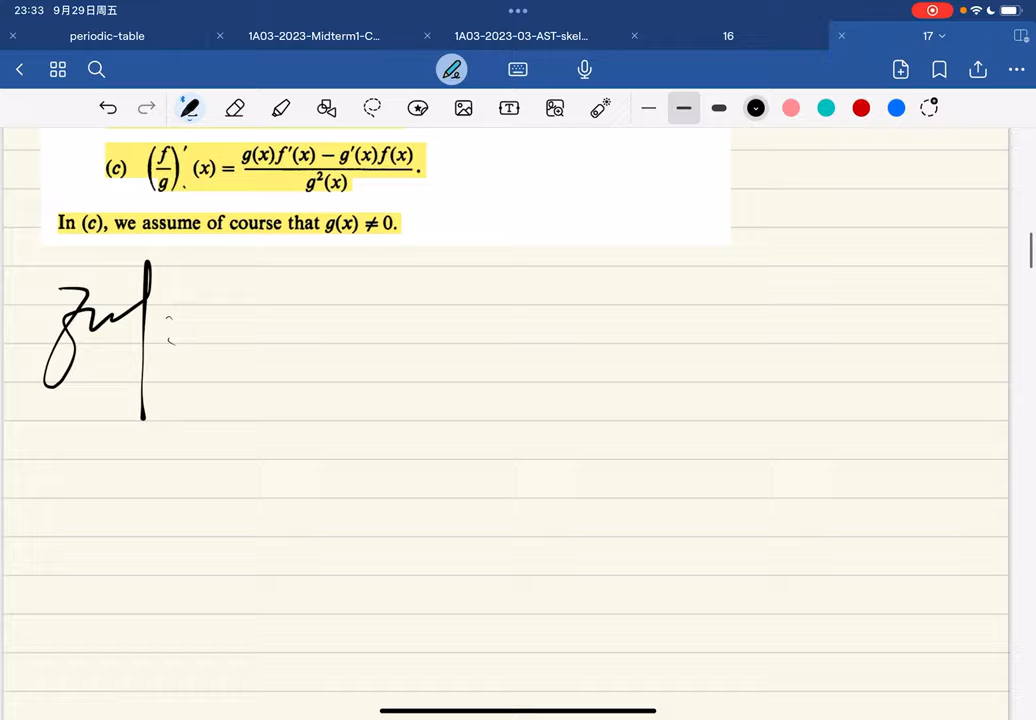 23:33 9月29日周五
periodic-table
1A03-2023-Midterm1-C...
1A03-2023-03-AST-skel...
16
17
(c) (f/g)′(x) = g(x)f′(x) − g′(x)f(x) / g²(x).
In (c), we assume of course that g(x) ≠ 0.